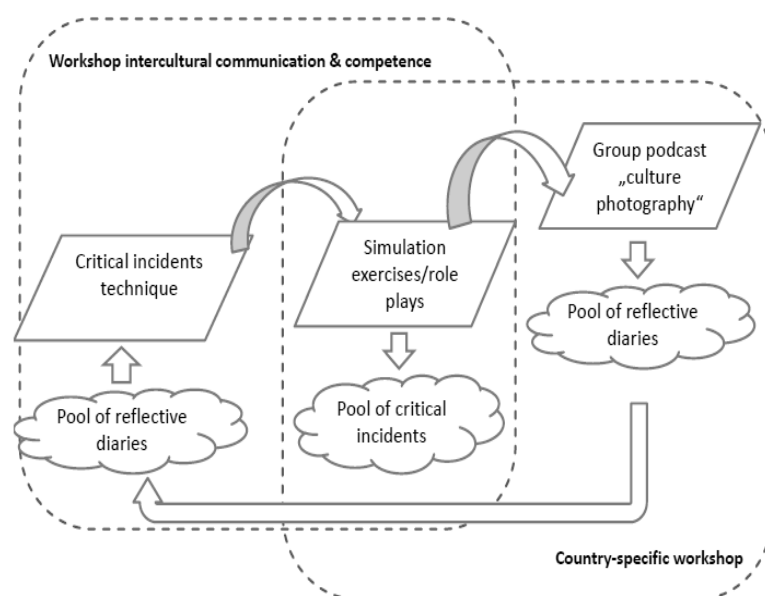 Workshop intercultural communication & competence
Group podcast
„culture
photography“
Critical incidents
technique
Simulation
exercises/role
plays
Pool of reflective
diaries
Pool of reflective
diaries
Pool of critical
incidents
Country-specific workshop